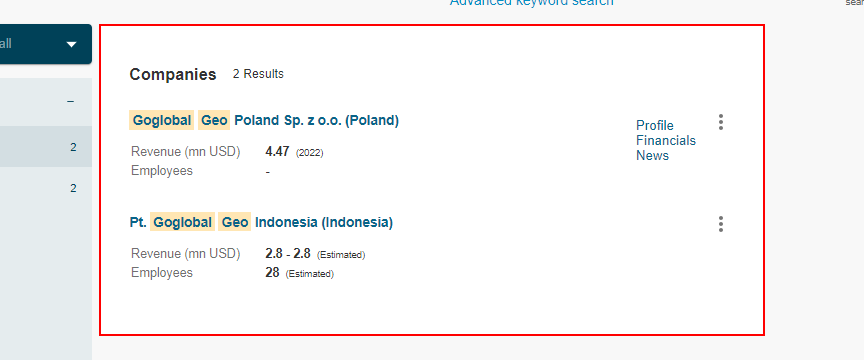 Advanced keyword search
all
Companies 2 Results
–
Goglobal Geo Poland Sp. z o.o. (Poland)
Profile
Financials
News
2
Revenue (mn USD) 4.47 (2022)
Employees -
2
Pt. Goglobal Geo Indonesia (Indonesia)
Revenue (mn USD) 2.8 - 2.8 (Estimated)
Employees 28 (Estimated)